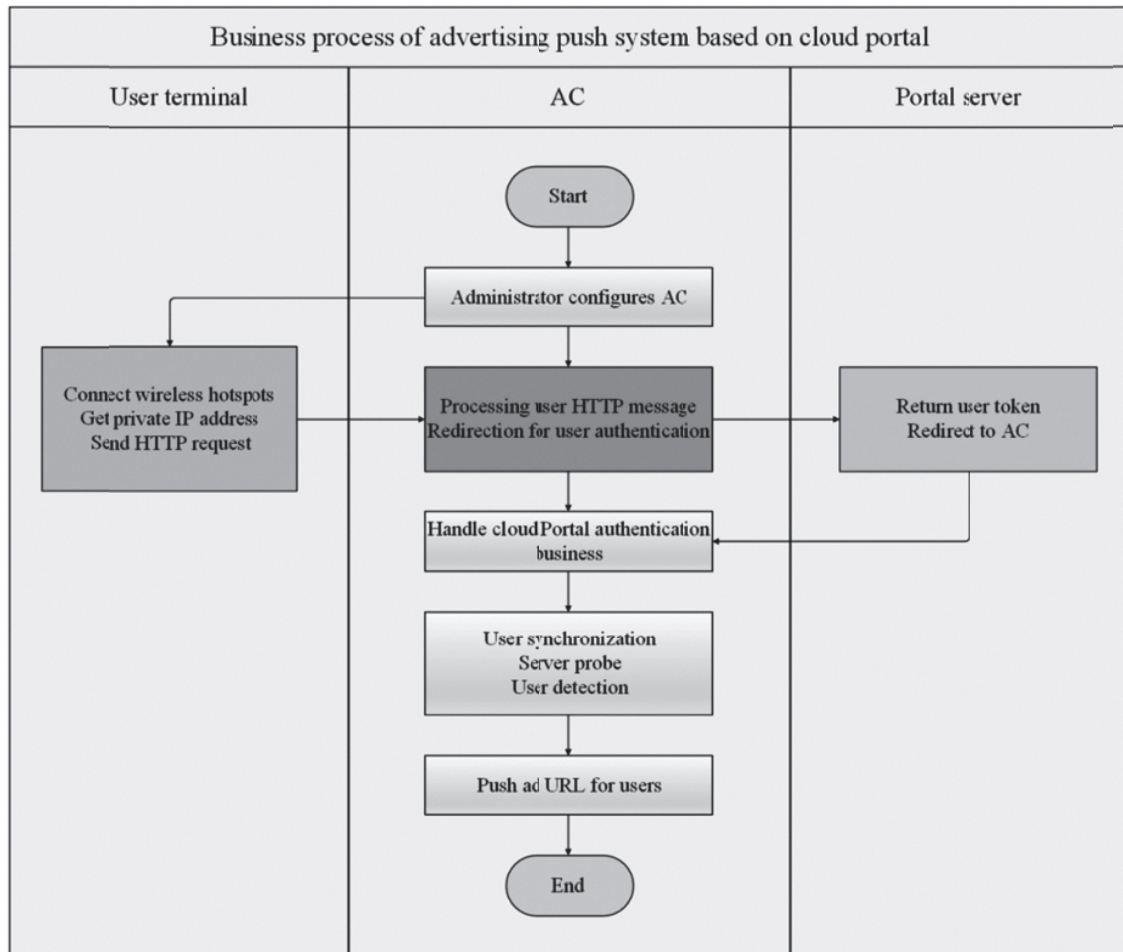 Business process of advertising push system based on cloud portal
User terminal
AC
Portal server
Start
Administrator configures AC
Connect wireless hotspots
Get private IP address
Send HTTP request
Processing user HTTP message
Redirection for user authentication
Return user token
Redirect to AC
Handle cloud Portal authentication
business
User synchronization
Server probe
User detection
Push ad URL for users
End